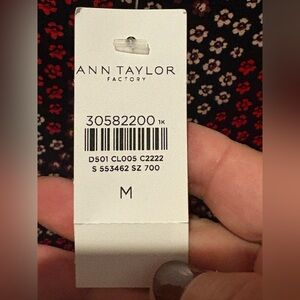 ANN TAYLOR
FACTORY
30582200 1K
D501 CL005 C2222
S 553462 SZ 700
M